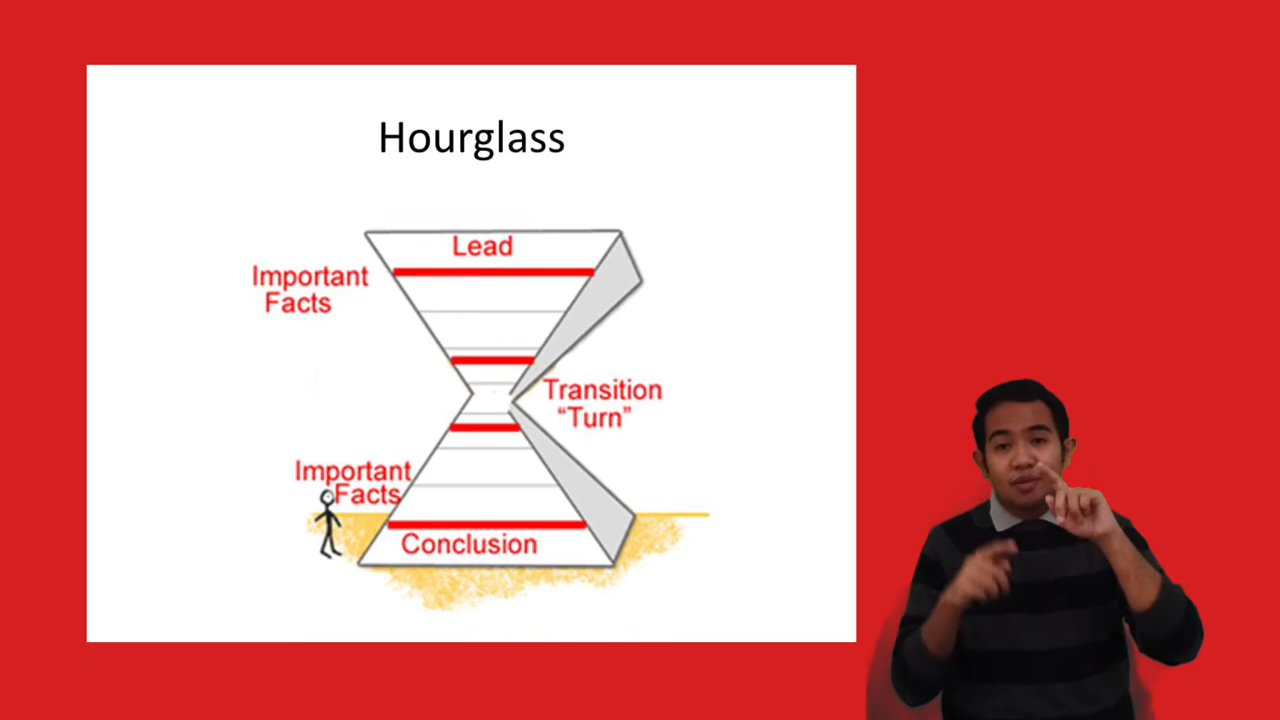 Hourglass
Lead
Important
Facts
Transition
“Turn”
Important
Facts
Conclusion